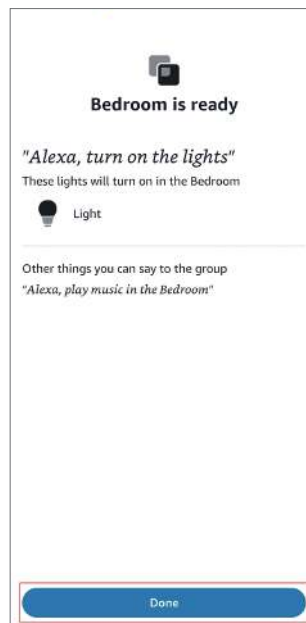 Bedroom is ready
"Alexa, turn on the lights"
These lights will turn on in the Bedroom
Light
Other things you can say to the group
"Alexa, play music in the Bedroom"
Done